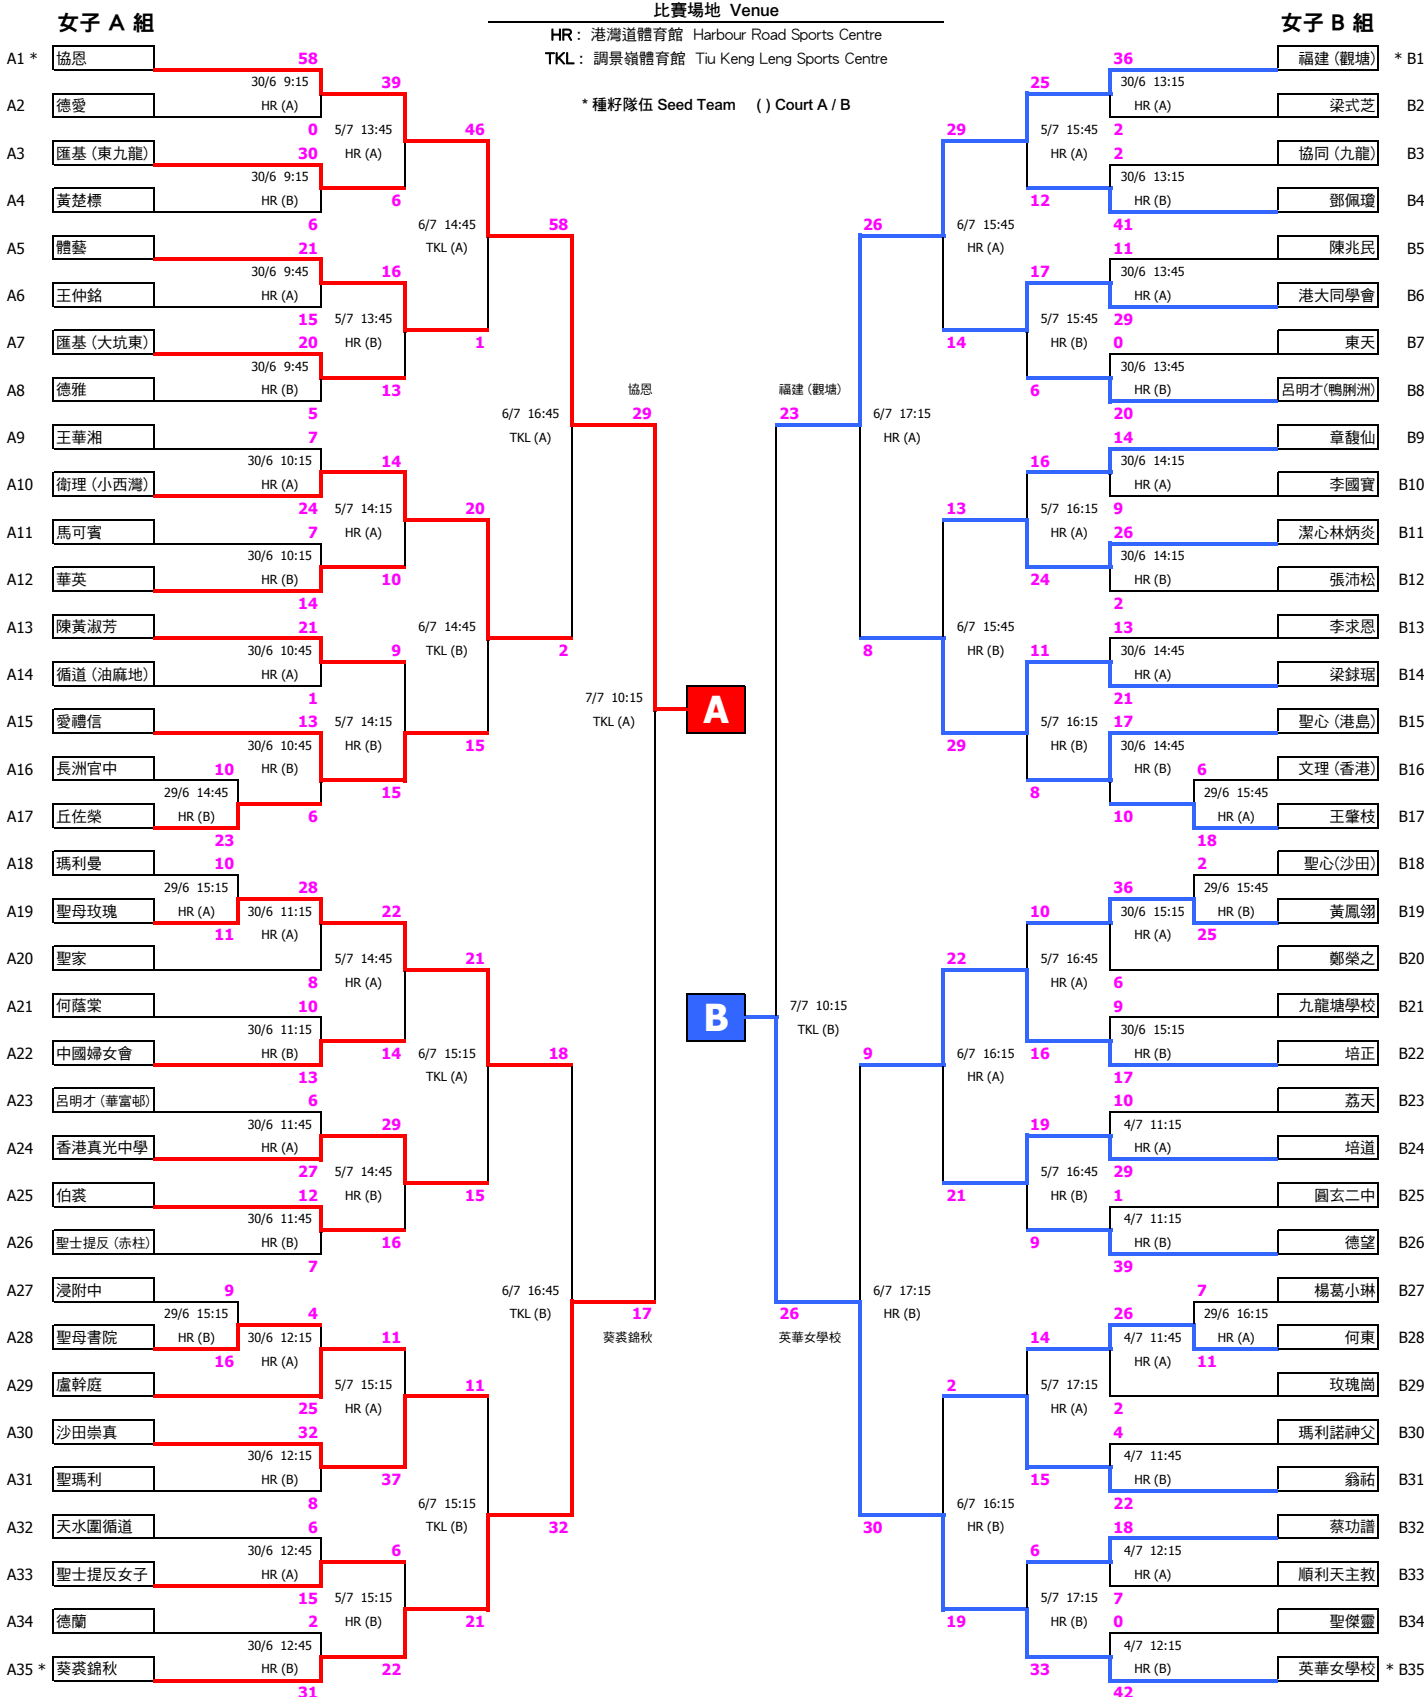 比賽場地 Venue
女子 A 組
女子 B 組
HR : 港灣道體育館 Harbour Road Sports Centre
TKL : 調景嶺體育館 Tiu Keng Leng Sports Centre
* 種籽隊伍 Seed Team ( ) Court A / B
A1 * 協恩 58
30/6 9:15 39
A2 德愛 HR (A)
0 5/7 13:45 46
A3 匯基 (東九龍) 30 HR (A)
30/6 9:15
A4 黃楚標 HR (B) 6
6 6/7 14:45 58
A5 體藝 21 TKL (A)
30/6 9:45 16
A6 王仲銘 HR (A)
15 5/7 13:45
A7 匯基 (大坑東) 20 HR (B) 1
30/6 9:45
A8 德雅 HR (B) 13 協恩
5 6/7 16:45 29
A9 王華湘 7 TKL (A)
30/6 10:15 14
A10 衛理 (小西灣) HR (A)
24 5/7 14:15 20
A11 馬可賓 7 HR (A)
30/6 10:15
A12 華英 HR (B) 10
14
A13 陳黃淑芳 21 6/7 14:45
30/6 10:45 9 TKL (B) 2
A14 循道 (油麻地) HR (A)
1 7/7 10:15
A15 愛禮信 13 5/7 14:15 TKL (A) A
30/6 10:45 HR (B) 15
A16 長洲官中 10 HR (B)
29/6 14:45 15
A17 丘佐榮 HR (B) 6
23
A18 瑪利曼 10
29/6 15:15 28
A19 聖母玫瑰 HR (A) 30/6 11:15 22
11 HR (A)
A20 聖家 5/7 14:45 21
8 HR (A)
A21 何蔭棠 10
30/6 11:15
A22 中國婦女會 HR (B) 14 6/7 15:15 18
13 TKL (A)
A23 呂明才 (華富邨) 6
30/6 11:45 29
A24 香港真光中學 HR (A)
27 5/7 14:45
A25 伯裘 12 HR (B) 15
30/6 11:45
A26 聖士提反 (赤柱) HR (B) 16
7
A27 浸附中 9 6/7 16:45
29/6 15:15 4 TKL (B) 17
A28 聖母書院 HR (B) 30/6 12:15 11 葵裘錦秋
16 HR (A)
A29 盧幹庭 5/7 15:15 11
25 HR (A)
A30 沙田崇真 32
30/6 12:15
A31 聖瑪利 HR (B) 37
8 6/7 15:15
A32 天水圍循道 6 TKL (B) 32
30/6 12:45 6
A33 聖士提反女子 HR (A)
15 5/7 15:15
A34 德蘭 2 HR (B) 21
30/6 12:45
A35 * 葵裘錦秋 HR (B) 22
31
36 福建 (觀塘) * B1
25 30/6 13:15
HR (A) 梁式芝 B2
29 5/7 15:45 2
HR (A) 2 協同 (九龍) B3
30/6 13:15
12 HR (B) 鄧佩瓊 B4
26 6/7 15:45 41
HR (A) 11 陳兆民 B5
17 30/6 13:45
HR (A) 港大同學會 B6
5/7 15:45 29
14 HR (B) 0 東天 B7
30/6 13:45
福建 (觀塘) 6 HR (B) 呂明才(鴨脷洲) B8
23 6/7 17:15 20
HR (A) 14 章馥仙 B9
16 30/6 14:15
HR (A) 李國寶 B10
13 5/7 16:15 9
HR (A) 26 潔心林炳炎 B11
30/6 14:15
24 HR (B) 張沛松 B12
2
6/7 15:45 13 李求恩 B13
8 HR (B) 11 30/6 14:45
HR (A) 梁銶琚 B14
21
5/7 16:15 17 聖心 (港島) B15
29 HR (B) 30/6 14:45
HR (B) 6 文理 (香港) B16
8 29/6 15:45
10 HR (A) 王肇枝 B17
18
2 聖心(沙田) B18
36 29/6 15:45
10 30/6 15:15 HR (B) 黃鳳翎 B19
HR (A) 25
22 5/7 16:45 鄭榮之 B20
HR (A) 6
B 7/7 10:15 9 九龍塘學校 B21
TKL (B) 30/6 15:15
9 6/7 16:15 16 HR (B) 培正 B22
HR (A) 17
10 荔天 B23
19 4/7 11:15
HR (A) 培道 B24
5/7 16:45 29
21 HR (B) 1 圓玄二中 B25
4/7 11:15
9 HR (B) 德望 B26
39
6/7 17:15 7 楊葛小琳 B27
26 HR (B) 26 29/6 16:15
英華女學校 14 4/7 11:45 HR (A) 何東 B28
HR (A) 11
2 5/7 17:15 玫瑰崗 B29
HR (A) 2
4 瑪利諾神父 B30
4/7 11:45
15 HR (B) 翁祐 B31
6/7 16:15 22
30 HR (B) 18 蔡功譜 B32
6 4/7 12:15
HR (A) 順利天主教 B33
5/7 17:15 7
19 HR (B) 0 聖傑靈 B34
4/7 12:15
33 HR (B) 英華女學校 * B35
42